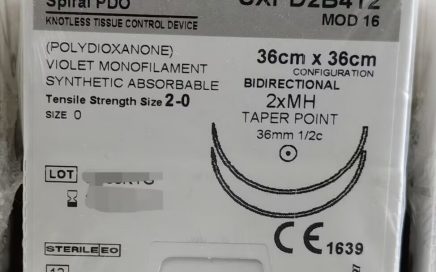 Spiral PDO
KNOTLESS TISSUE CONTROL DEVICE
MOD 16
(POLYDIOXANONE)
VIOLET MONOFILAMENT
SYNTHETIC ABSORBABLE
Tensile Strength Size 2-0
SIZE 0
36cm x 36cm
CONFIGURATION
BIDIRECTIONAL
2xMH
TAPER POINT
36mm 1/2c
LOT
CE 1639
STERILE EO